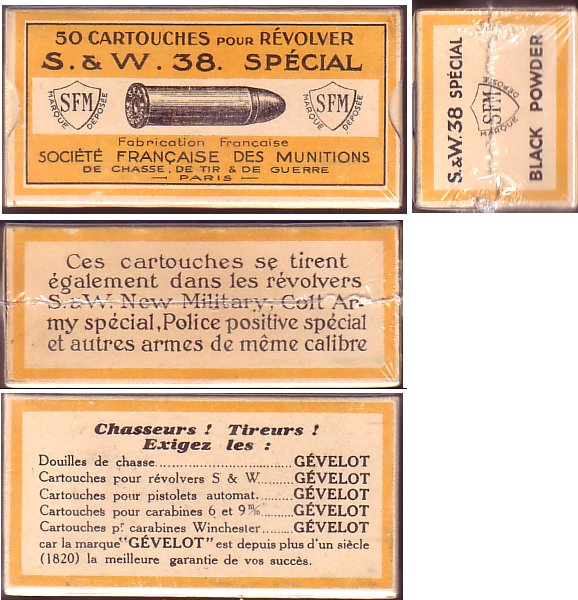 50 CARTOUCHES POUR RÉVOLVER
S. & W. 38. SPÉCIAL
SFM
MARQUE DÉPOSÉE
SFM
MARQUE DÉPOSÉE
Fabrication Française
SOCIÉTÉ FRANÇAISE DES MUNITIONS
DE CHASSE, DE TIR & DE GUERRE
— PARIS —
S.&W.38 SPÉCIAL
SFM
MARQUE DÉPOSÉE
BLACK POWDER
Ces cartouches se tirent
également dans les révolvers
S.&W. New Military, Colt Ar-
my spécial, Police positive spécial
et autres armes de même calibre
Chasseurs ! Tireurs !
Exigez les :
Douilles de chasse.......................... GÉVELOT
Cartouches pour révolvers S & W........ GÉVELOT
Cartouches pour pistolets automat........ GÉVELOT
Cartouches pour carabines 6 et 9 m/m...... GÉVELOT
Cartouches pr. carabines Winchester....... GÉVELOT
car la marque "GÉVELOT" est depuis plus d'un siècle
(1820) la meilleure garantie de vos succès.